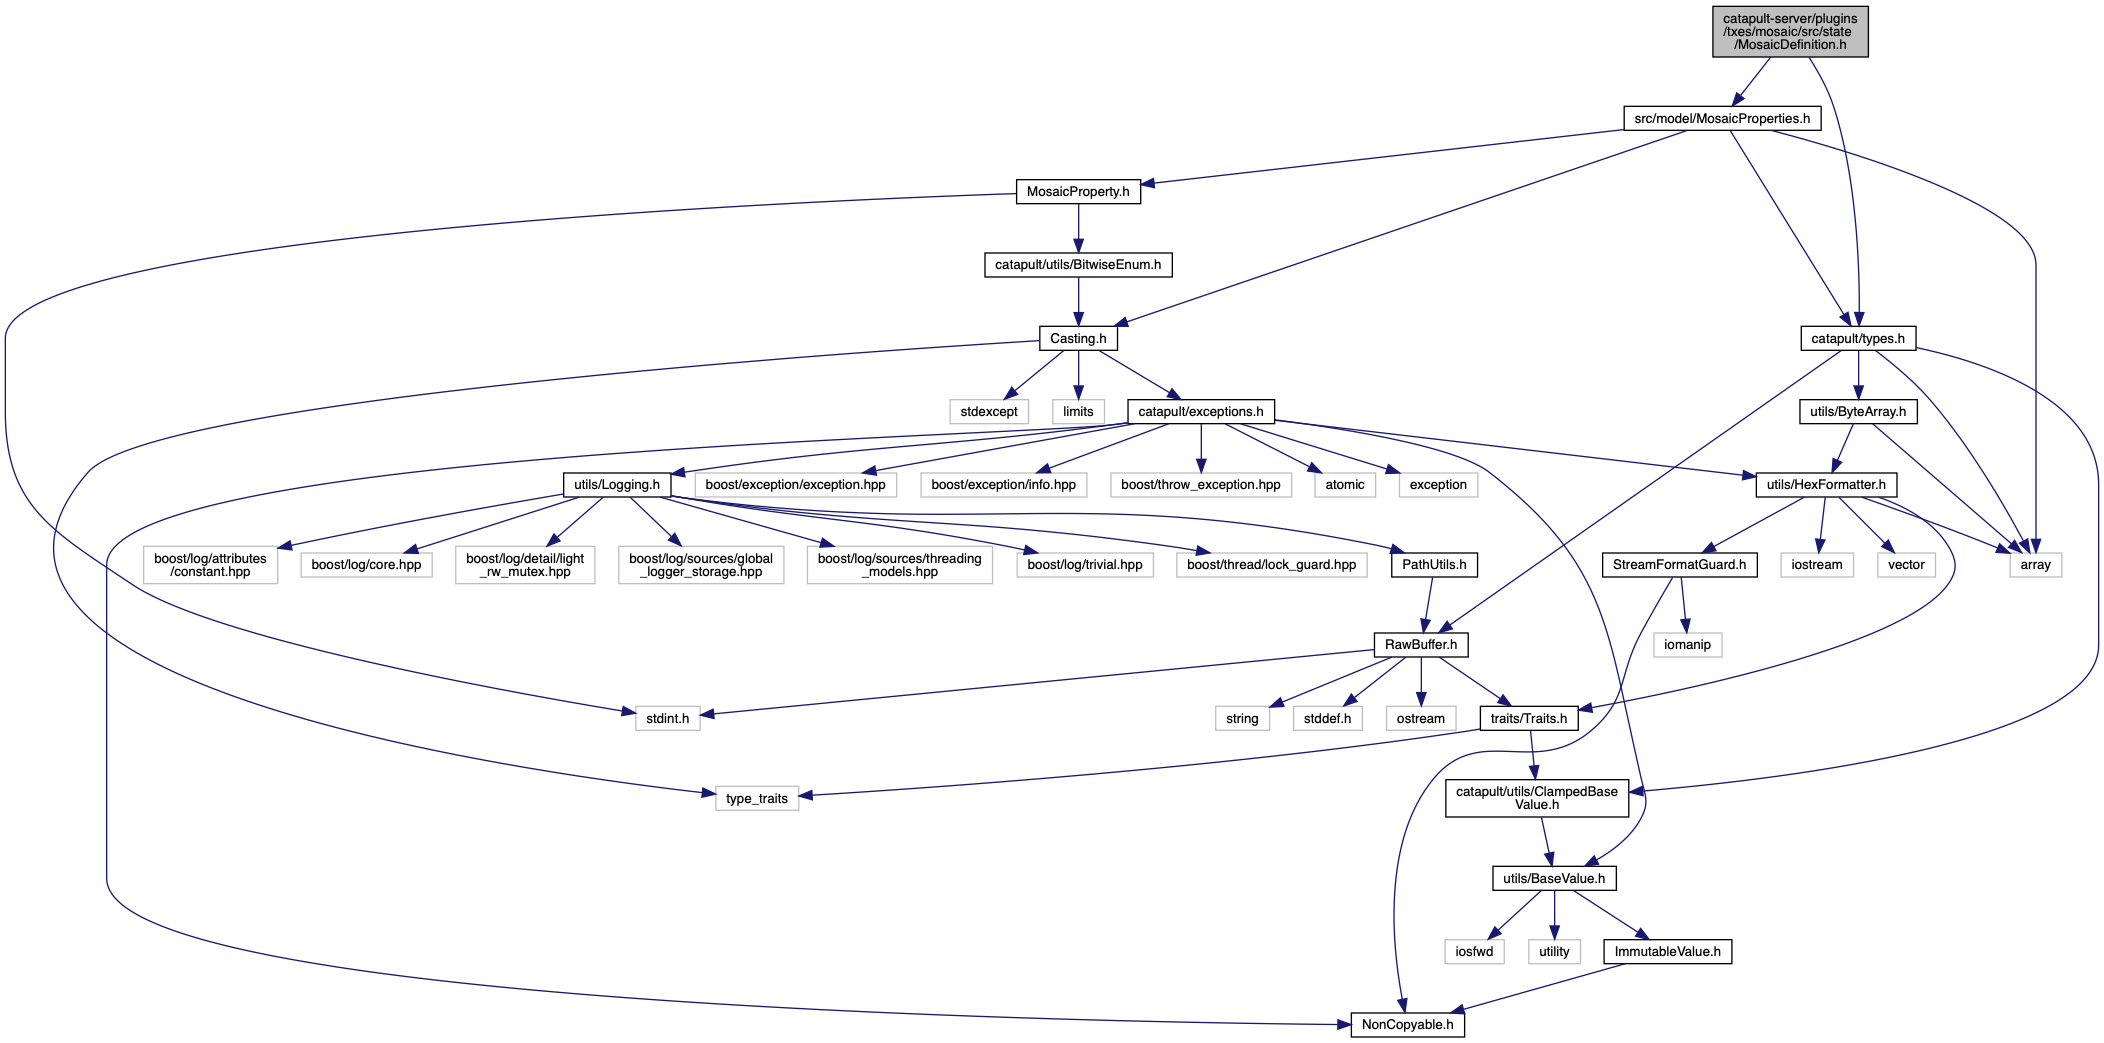 catapult-server/plugins
/txes/mosaic/src/state
/MosaicDefinition.h
src/model/MosaicProperties.h
MosaicProperty.h
catapult/utils/BitwiseEnum.h
Casting.h
catapult/types.h
stdexcept
limits
catapult/exceptions.h
utils/ByteArray.h
utils/Logging.h
boost/exception/exception.hpp
boost/exception/info.hpp
boost/throw_exception.hpp
atomic
exception
utils/HexFormatter.h
boost/log/attributes
/constant.hpp
boost/log/core.hpp
boost/log/detail/light
_rw_mutex.hpp
boost/log/sources/global
_logger_storage.hpp
boost/log/sources/threading
_models.hpp
boost/log/trivial.hpp
boost/thread/lock_guard.hpp
PathUtils.h
StreamFormatGuard.h
iostream
vector
array
RawBuffer.h
iomanip
stdint.h
string
stddef.h
ostream
traits/Traits.h
type_traits
catapult/utils/ClampedBase
Value.h
utils/BaseValue.h
iosfwd
utility
ImmutableValue.h
NonCopyable.h